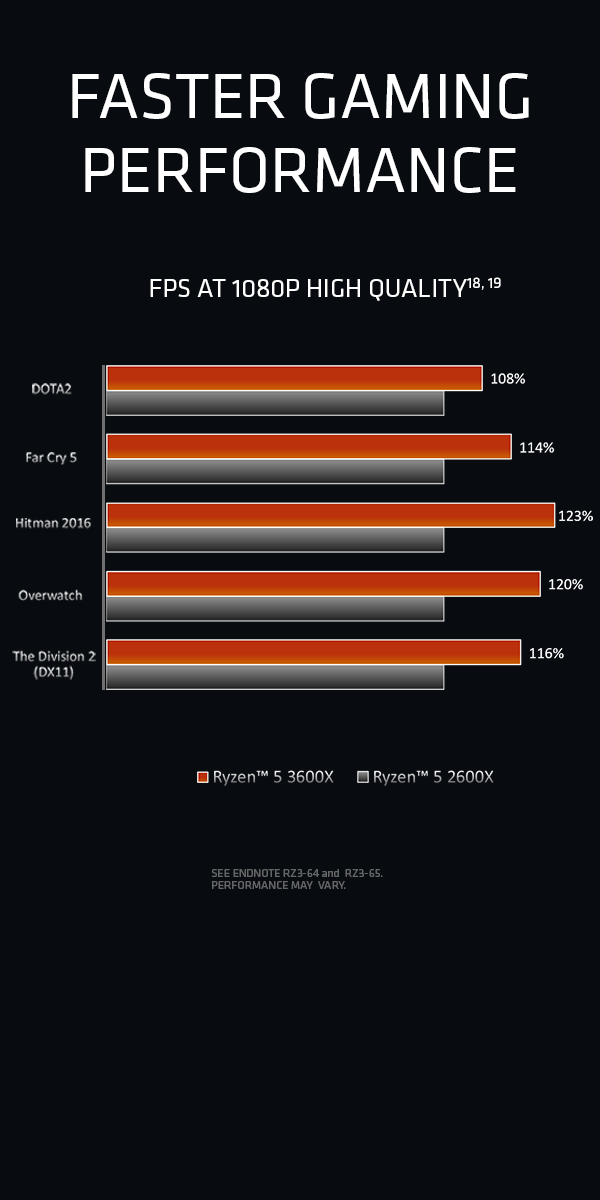 FASTER GAMING
PERFORMANCE
FPS AT 1080P HIGH QUALITY18, 19
DOTA2
108%
Far Cry 5
114%
Hitman 2016
123%
Overwatch
120%
The Division 2
(DX11)
116%
Ryzen™ 5 3600X
Ryzen™ 5 2600X
SEE ENDNOTE RZ3-64 and RZ3-65.
PERFORMANCE MAY VARY.